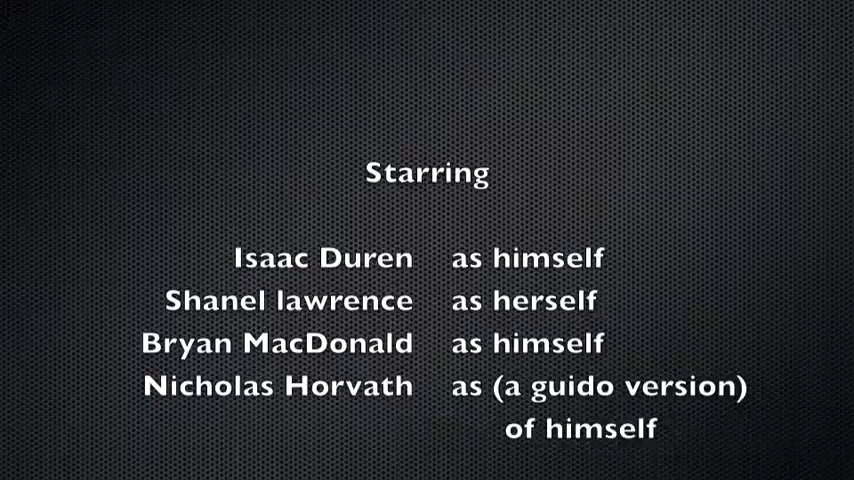 Starring
Isaac Duren as himself
Shanel lawrence as herself
Bryan MacDonald as himself
Nicholas Horvath as (a guido version)
of himself